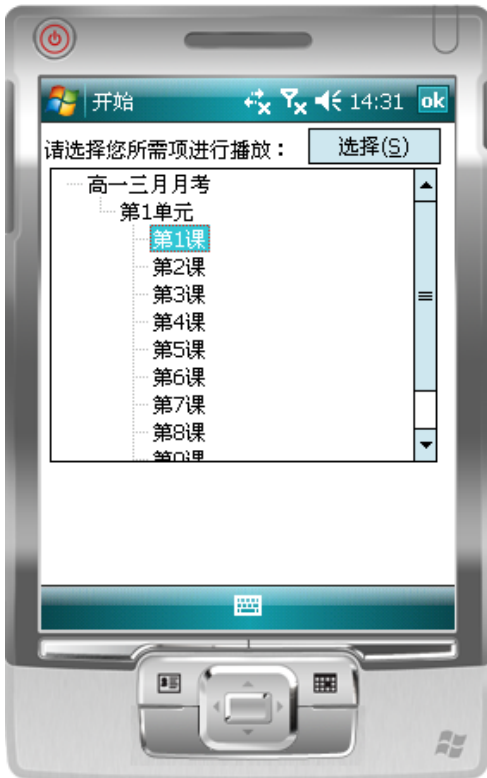 开始 14:31 ok
请选择您所需项进行播放： 选择(S)
高一三月月考
第1单元
第1课
第2课
第3课
第4课
第5课
第6课
第7课
第8课